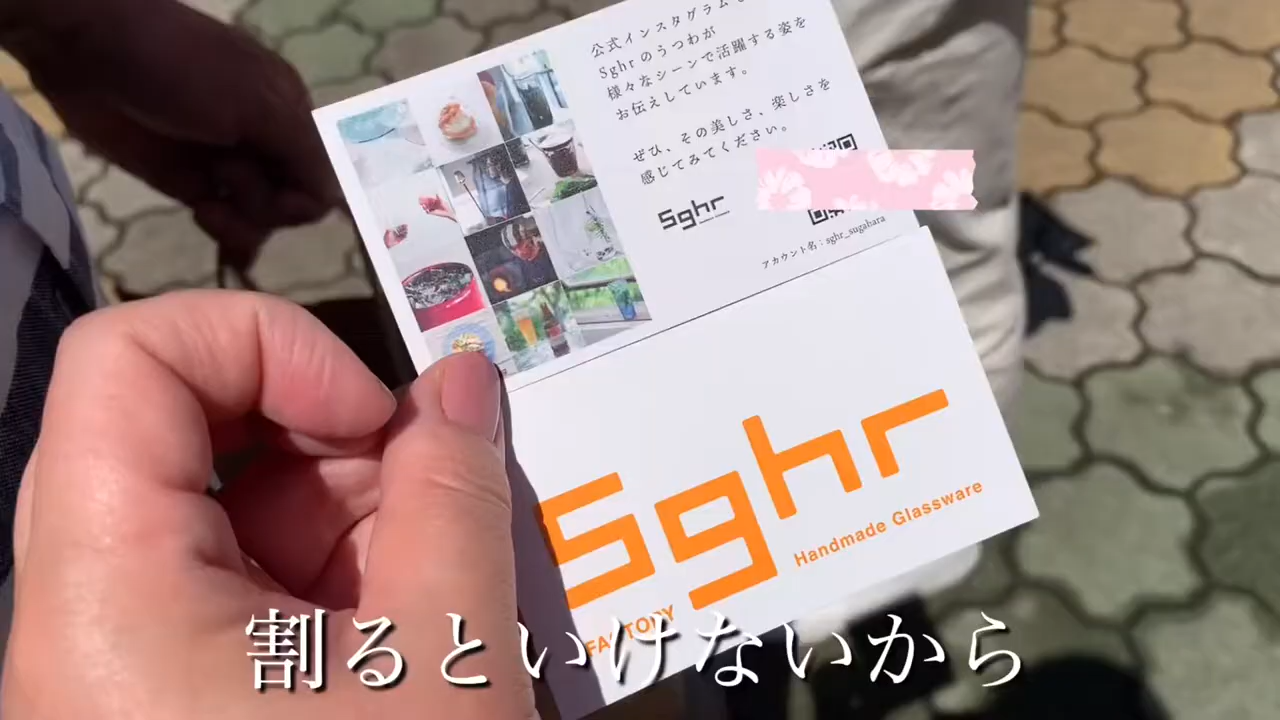 公式インスタグラム
Sghrのうつわが
様々なシーンで活躍する姿を
お伝えしています。
ぜひ、その美しさ、楽しさを
感じてみてください。
Sghr
アカウント名：sghr_sugahara
Sghr
Handmade Glassware
FACTORY
割るといけないから